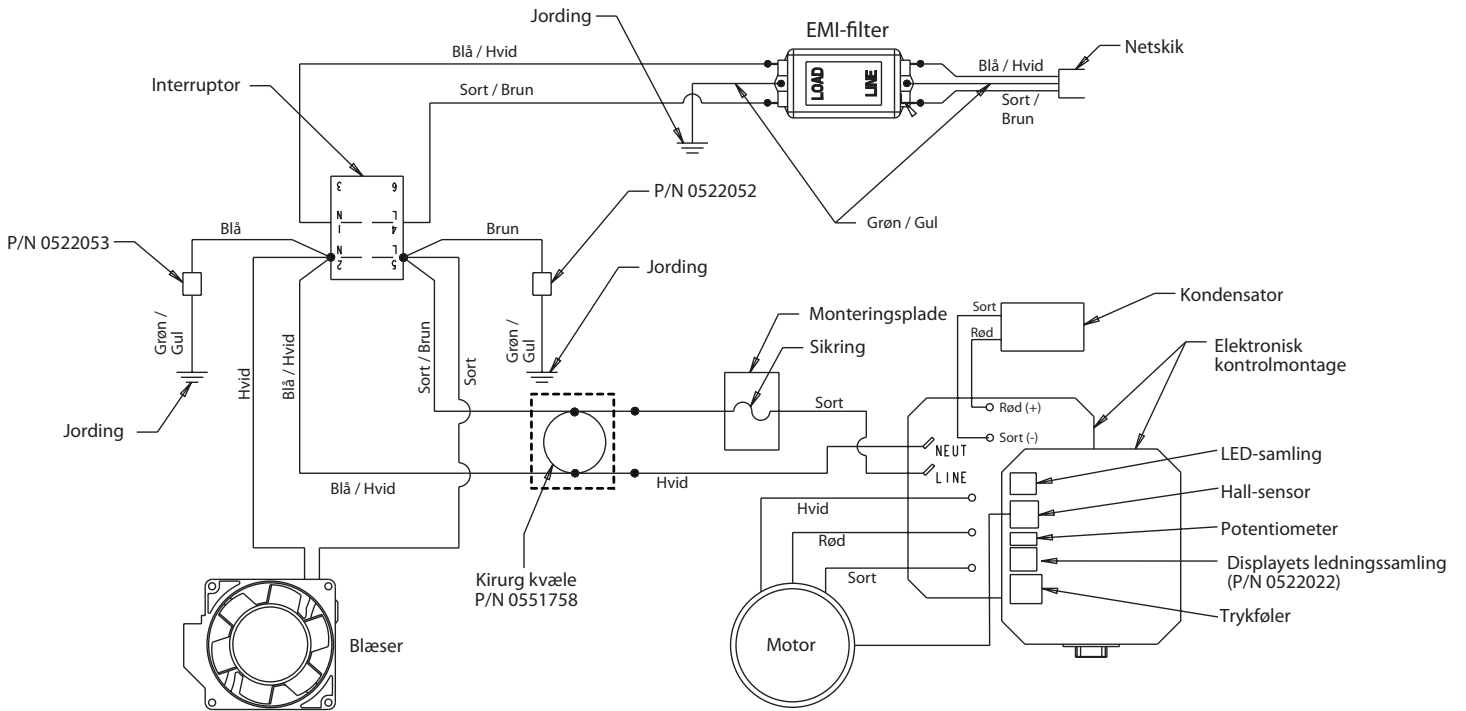 Jording
EMI-filter
Netskik
Blå / Hvid
Blå / Hvid
LOAD
LINE
Interruptor
Sort / Brun
Sort /
Brun
Jording
3
6
P/N 0522052
N
1
L
4
Grøn / Gul
P/N 0522053
Blå
Brun
N
2
L
5
Jording
Grøn /
Gul
Grøn /
Gul
Hvid
Blå / Hvid
Sort / Brun
Sort
Monteringsplade
Sikring
Sort
Rød
Kondensator
Elektronisk
kontrolmontage
Jording
Sort
Rød (+)
Sort (-)
NEUT
LINE
LED-samling
Blå / Hvid
Hvid
Hvid
Hall-sensor
Rød
Potentiometer
Sort
Displayets ledningssamling
(P/N 0522022)
Kirurg kvæle
P/N 0551758
Trykføler
Blæser
Motor